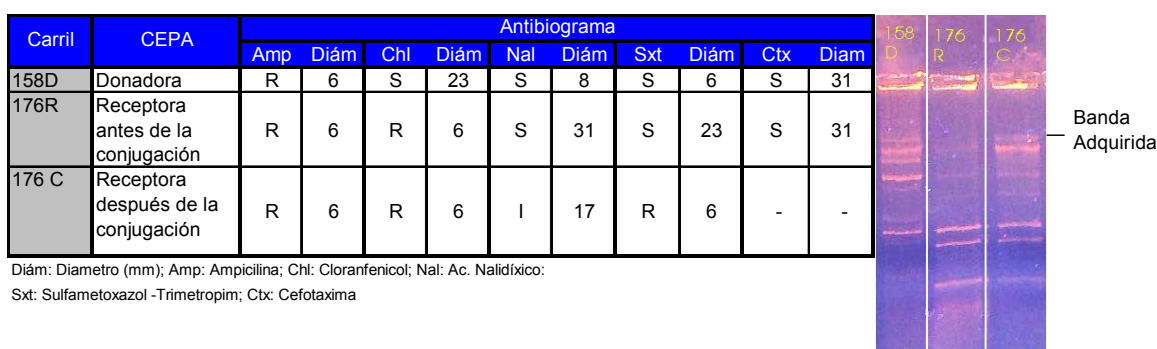 Carril CEPA Antibiograma
Amp Diám Chl Diám Nal Diám Sxt Diám Ctx Diam
158D Donadora R 6 S 23 S 8 S 6 S 31
176R Receptora
antes de la
conjugación
R 6 R 6 S 31 S 23 S 31
176 C Receptora
después de la
conjugación
R 6 R 6 I 17 R 6 - -
Diám: Diametro (mm); Amp: Ampicilina; Chl: Cloranfenicol; Nal: Ac. Nalidíxico:
Sxt: Sulfametoxazol -Trimetropim; Ctx: Cefotaxima
158 176 176
D R C
Banda
Adquirida